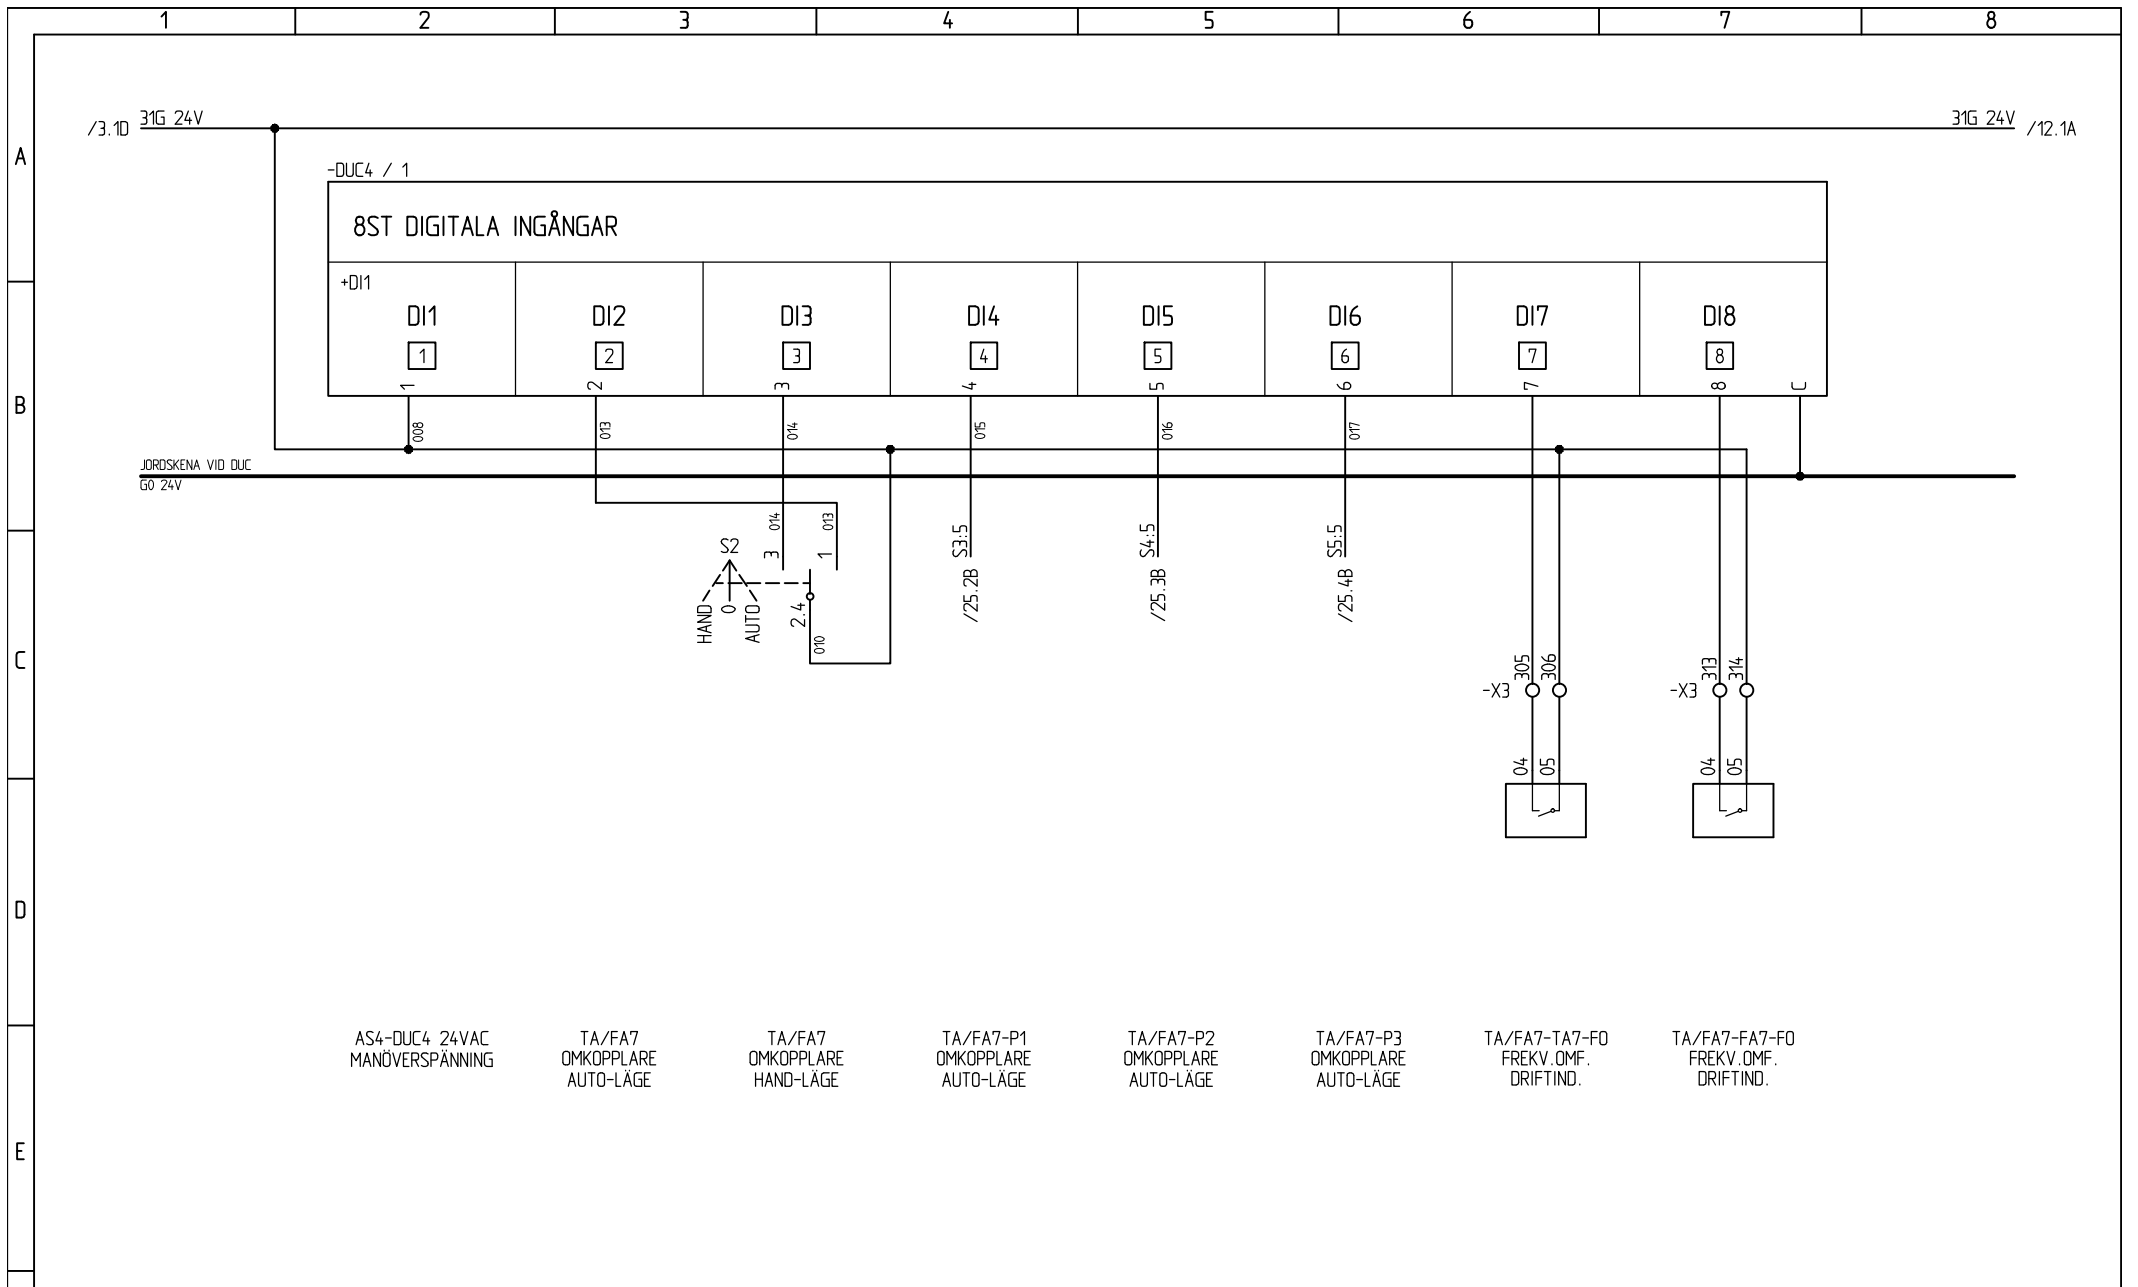 1 2 3 4 5 6 7 8
A
B
C
D
E
/3.1D
31G 24V
31G 24V
/12.1A
-DUC4 / 1
8ST DIGITALA INGÅNGAR
+DI1
DI1 DI2 DI3 DI4 DI5 DI6 DI7 DI8
1 2 3 4 5 6 7 8
1 2 3 4 5 6 7 8 C
008 013 014 015 016 017
JORDSKENA VID DUC
G0 24V
014 013
S2
3 1
HAND
0
AUTO
2.4
010
S3:5
/25.2B
S4:5
/25.3B
S5:5
/25.4B
-X3 305 306
-X3 313 314
04 05
04 05
AS4-DUC4 24VAC
MANÖVERSPÄNNING
TA/FA7
OMKOPPLARE
AUTO-LÄGE
TA/FA7
OMKOPPLARE
HAND-LÄGE
TA/FA7-P1
OMKOPPLARE
AUTO-LÄGE
TA/FA7-P2
OMKOPPLARE
AUTO-LÄGE
TA/FA7-P3
OMKOPPLARE
AUTO-LÄGE
TA/FA7-TA7-FO
FREKV.OMF.
DRIFTIND.
TA/FA7-FA7-FO
FREKV.OMF.
DRIFTIND.